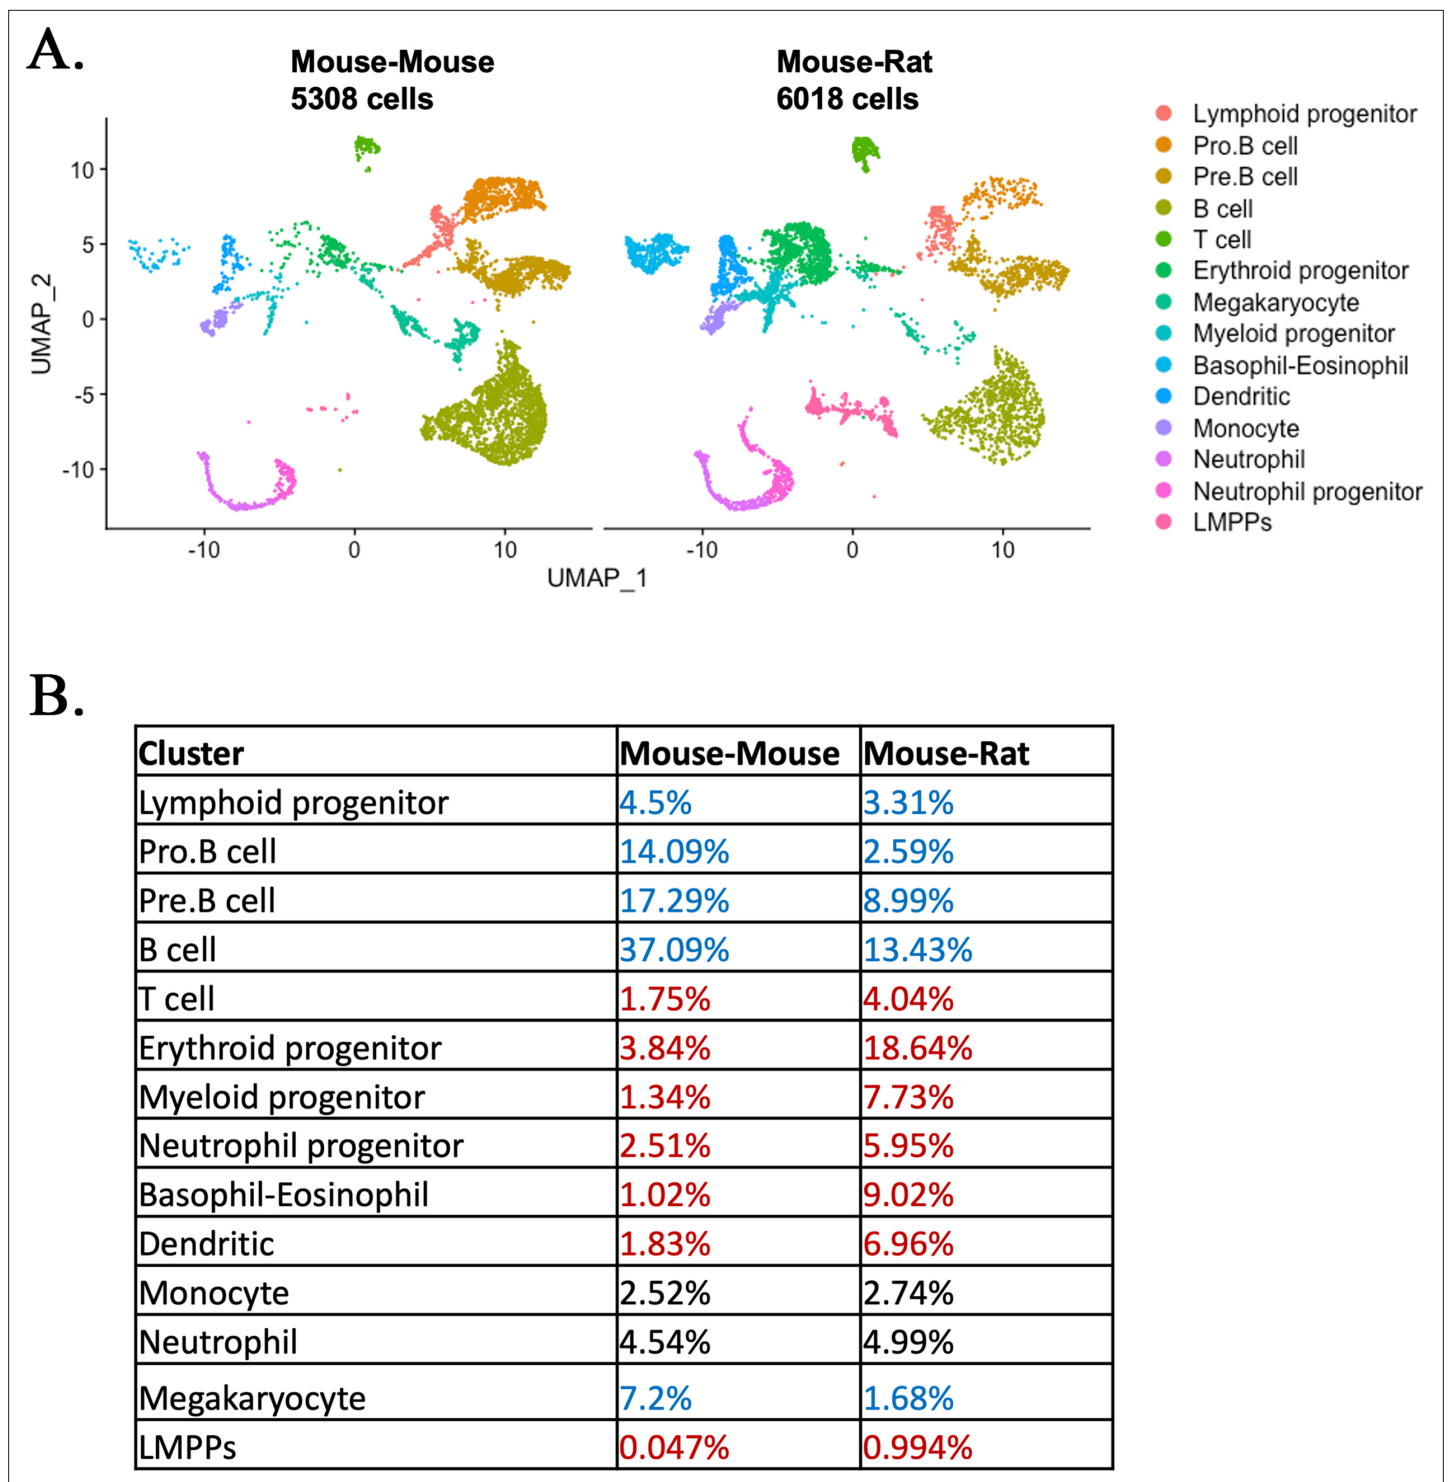 A.
Mouse-Mouse
5308 cells
Mouse-Rat
6018 cells
UMAP_2
10
5
0
-5
-10
-10 0 10
-10 0 10
UMAP_1
Lymphoid progenitor
Pro.B cell
Pre.B cell
B cell
T cell
Erythroid progenitor
Megakaryocyte
Myeloid progenitor
Basophil-Eosinophil
Dendritic
Monocyte
Neutrophil
Neutrophil progenitor
LMPPs
B.
Cluster Mouse-Mouse Mouse-Rat
Lymphoid progenitor 4.5% 3.31%
Pro.B cell 14.09% 2.59%
Pre.B cell 17.29% 8.99%
B cell 37.09% 13.43%
T cell 1.75% 4.04%
Erythroid progenitor 3.84% 18.64%
Myeloid progenitor 1.34% 7.73%
Neutrophil progenitor 2.51% 5.95%
Basophil-Eosinophil 1.02% 9.02%
Dendritic 1.83% 6.96%
Monocyte 2.52% 2.74%
Neutrophil 4.54% 4.99%
Megakaryocyte 7.2% 1.68%
LMPPs 0.047% 0.994%